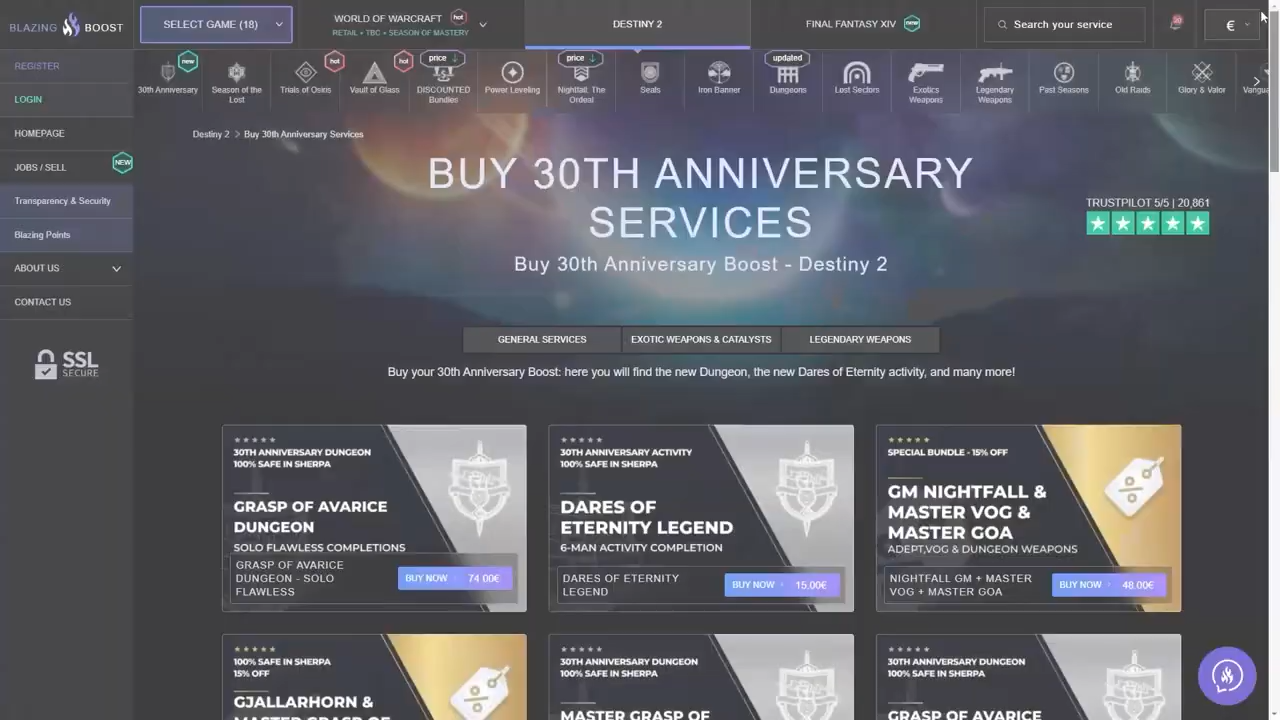 BLAZING BOOST
SELECT GAME (18)
WORLD OF WARCRAFT
hot
RETAIL • TBC • SEASON OF MASTERY
DESTINY 2
FINAL FANTASY XIV
new
Search your service
€
REGISTER
LOGIN
HOMEPAGE
JOBS / SELL
NEW
Transparency & Security
Blazing Points
ABOUT US
CONTACT US
SSL
SECURE
new
30th Anniversary
Season of the
Lost
hot
Trials of Osiris
hot
Vault of Glass
price ↓
DISCOUNTED
Bundles
Power Leveling
price ↓
Nightfall: The
Ordeal
Seals
Iron Banner
updated
Dungeons
Lost Sectors
Exotics
Weapons
Legendary
Weapons
Past Seasons
Old Raids
Glory & Valor
Vangua
Destiny 2 > Buy 30th Anniversary Services
BUY 30TH ANNIVERSARY
SERVICES
Buy 30th Anniversary Boost - Destiny 2
TRUSTPILOT 5/5 | 20,861
GENERAL SERVICES
EXOTIC WEAPONS & CATALYSTS
LEGENDARY WEAPONS
Buy your 30th Anniversary Boost: here you will find the new Dungeon, the new Dares of Eternity activity, and many more!
30TH ANNIVERSARY DUNGEON
100% SAFE IN SHERPA
GRASP OF AVARICE
DUNGEON
SOLO FLAWLESS COMPLETIONS
GRASP OF AVARICE
DUNGEON - SOLO
FLAWLESS
BUY NOW 74.00€
30TH ANNIVERSARY ACTIVITY
100% SAFE IN SHERPA
DARES OF
ETERNITY LEGEND
6-MAN ACTIVITY COMPLETION
DARES OF ETERNITY
LEGEND
BUY NOW 15.00€
SPECIAL BUNDLE - 15% OFF
GM NIGHTFALL &
MASTER VOG &
MASTER GOA
ADEPT,VOG & DUNGEON WEAPONS
NIGHTFALL GM + MASTER
VOG + MASTER GOA
BUY NOW 48.00€
100% SAFE IN SHERPA
15% OFF
GJALLARHORN &
MASTER GRASP OF
30TH ANNIVERSARY DUNGEON
100% SAFE IN SHERPA
MASTER GRASP OF
30TH ANNIVERSARY DUNGEON
100% SAFE IN SHERPA
GRASP OF AVARICE